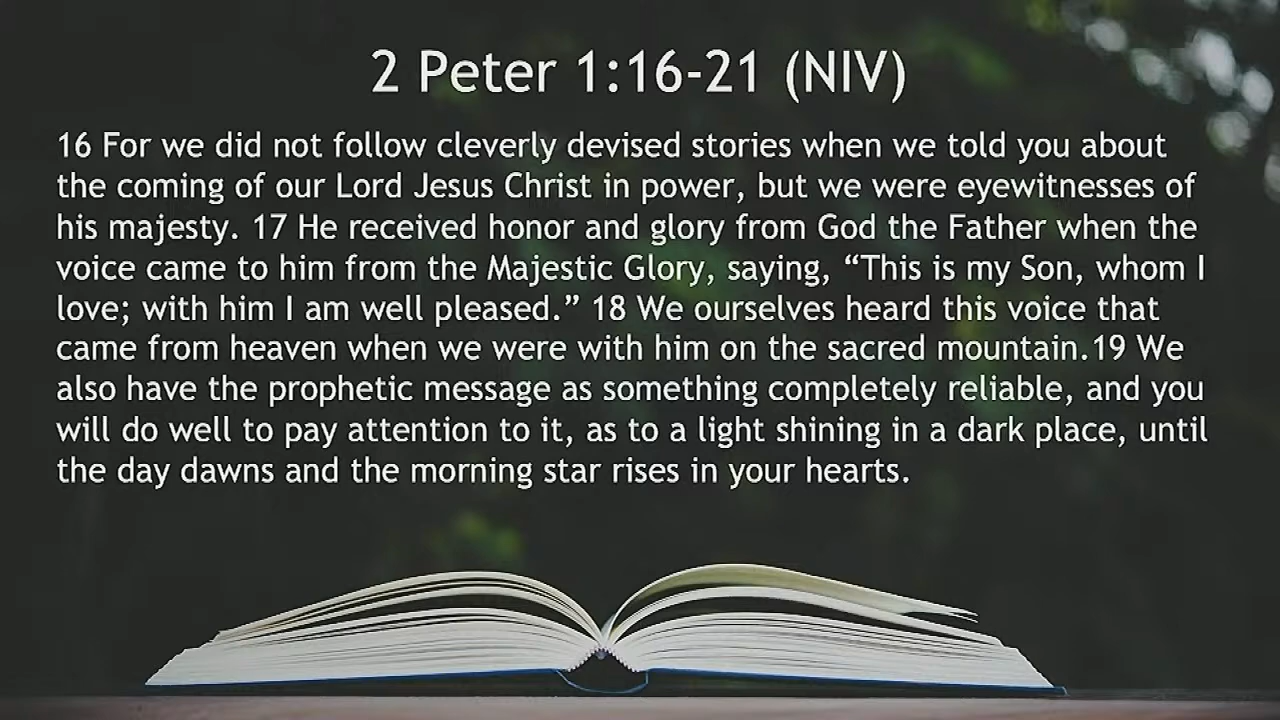 2 Peter 1:16-21 (NIV)
16 For we did not follow cleverly devised stories when we told you about
the coming of our Lord Jesus Christ in power, but we were eyewitnesses of
his majesty. 17 He received honor and glory from God the Father when the
voice came to him from the Majestic Glory, saying, “This is my Son, whom I
love; with him I am well pleased.” 18 We ourselves heard this voice that
came from heaven when we were with him on the sacred mountain.19 We
also have the prophetic message as something completely reliable, and you
will do well to pay attention to it, as to a light shining in a dark place, until
the day dawns and the morning star rises in your hearts.